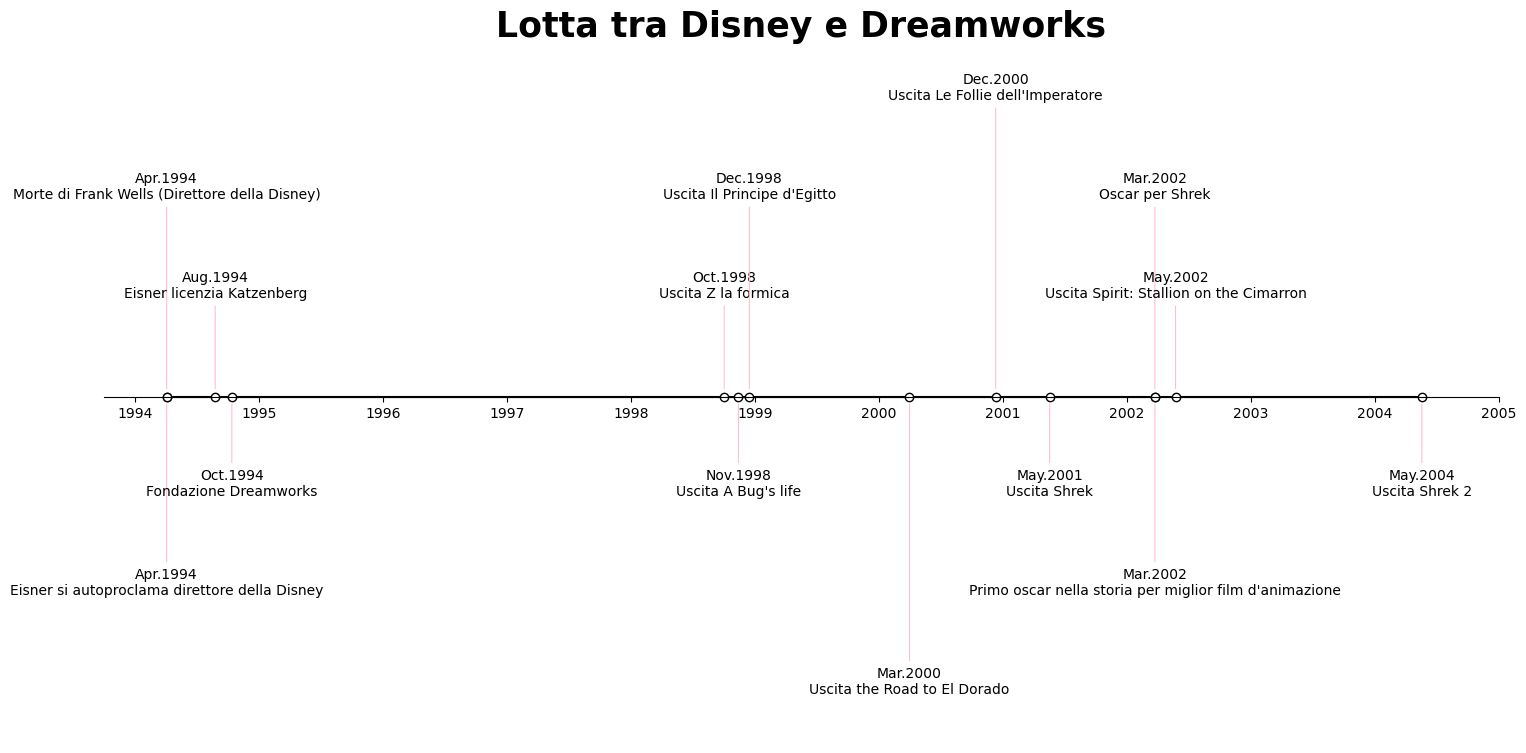 Lotta tra Disney e Dreamworks
Dec.2000
Uscita Le Follie dell'Imperatore
Apr.1994
Morte di Frank Wells (Direttore della Disney)
Dec.1998
Uscita Il Principe d'Egitto
Mar.2002
Oscar per Shrek
Aug.1994
Eisner licenzia Katzenberg
Oct.1998
Uscita Z la formica
May.2002
Uscita Spirit: Stallion on the Cimarron
1994 1995 1996 1997 1998 1999 2000 2001 2002 2003 2004 2005
Oct.1994
Fondazione Dreamworks
Nov.1998
Uscita A Bug's life
May.2001
Uscita Shrek
May.2004
Uscita Shrek 2
Apr.1994
Eisner si autoproclama direttore della Disney
Mar.2002
Primo oscar nella storia per miglior film d'animazione
Mar.2000
Uscita the Road to El Dorado